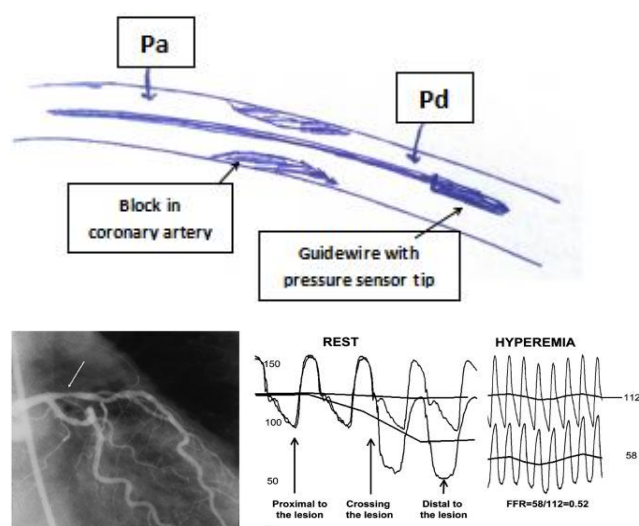 Pa
Pd
Block in
coronary artery
Guidewire with
pressure sensor tip
REST
HYPEREMIA
150
100
50
112
58
Proximal to
the lesion
Crossing
the lesion
Distal to
the lesion
FFR=58/112=0.52